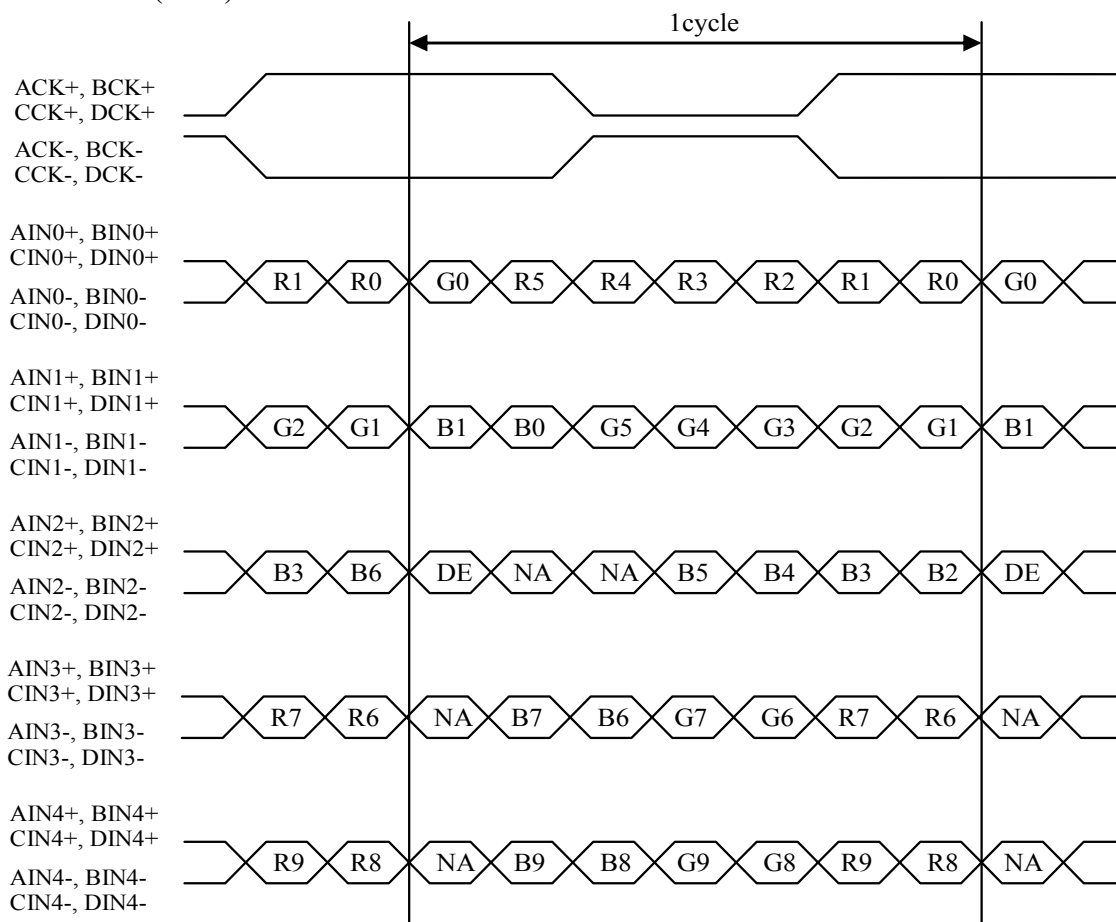 1cycle
ACK+, BCK+
CCK+, DCK+
ACK-, BCK-
CCK-, DCK-
AIN0+, BIN0+
CIN0+, DIN0+
R1 R0 G0 R5 R4 R3 R2 R1 R0 G0
AIN0-, BIN0-
CIN0-, DIN0-
AIN1+, BIN1+
CIN1+, DIN1+
G2 G1 B1 B0 G5 G4 G3 G2 G1 B1
AIN1-, BIN1-
CIN1-, DIN1-
AIN2+, BIN2+
CIN2+, DIN2+
B3 B6 DE NA NA B5 B4 B3 B2 DE
AIN2-, BIN2-
CIN2-, DIN2-
AIN3+, BIN3+
CIN3+, DIN3+
R7 R6 NA B7 B6 G7 G6 R7 R6 NA
AIN3-, BIN3-
CIN3-, DIN3-
AIN4+, BIN4+
CIN4+, DIN4+
R9 R8 NA B9 B8 G9 G8 R9 R8 NA
AIN4-, BIN4-
CIN4-, DIN4-